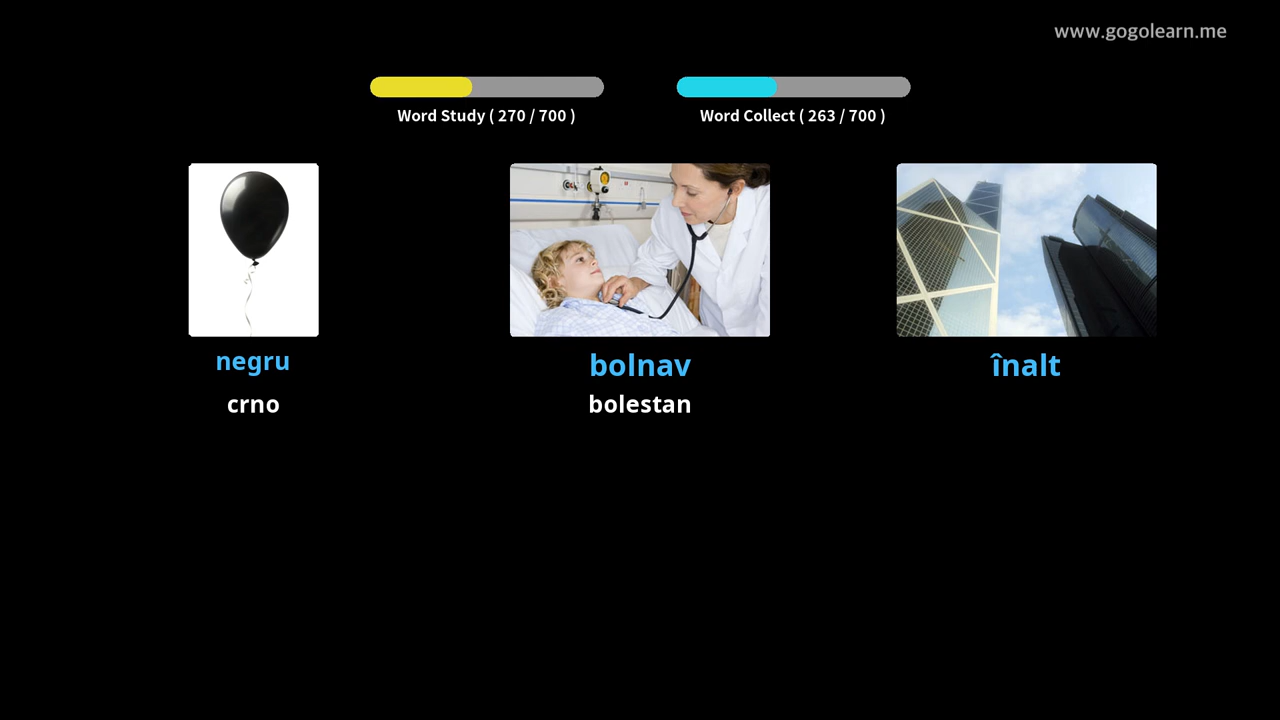 www.gogolearn.me
Word Study ( 270 / 700 )
Word Collect ( 263 / 700 )
negru
bolnav
înalt
crno
bolestan